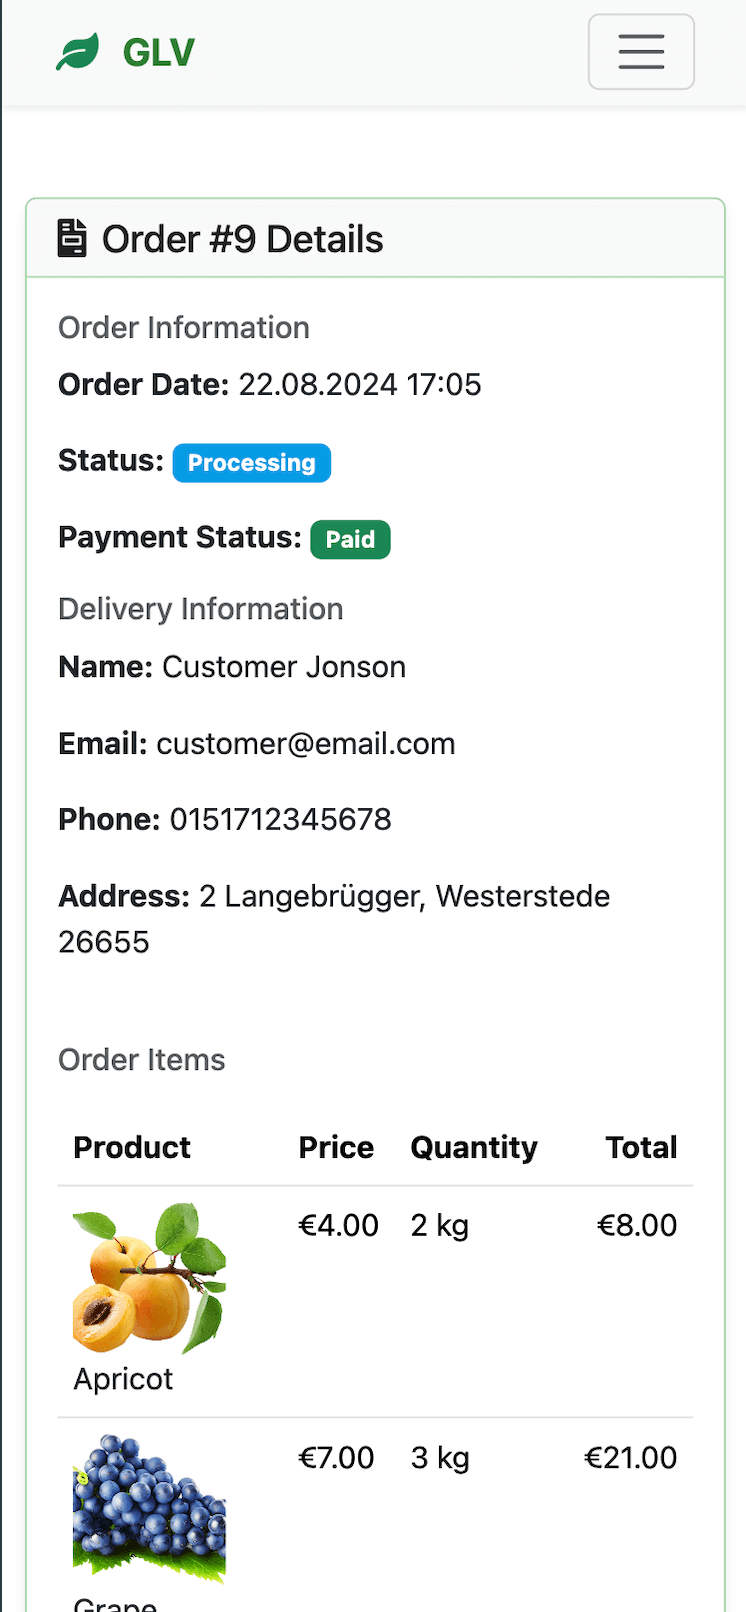 GLV
Order #9 Details
Order Information
Order Date: 22.08.2024 17:05
Status: Processing
Payment Status: Paid
Delivery Information
Name: Customer Jonson
Email: customer@email.com
Phone: 0151712345678
Address: 2 Langebrügger, Westerstede
26655
Order Items
Product Price Quantity Total
€4.00 2 kg €8.00
Apricot
€7.00 3 kg €21.00
Grape